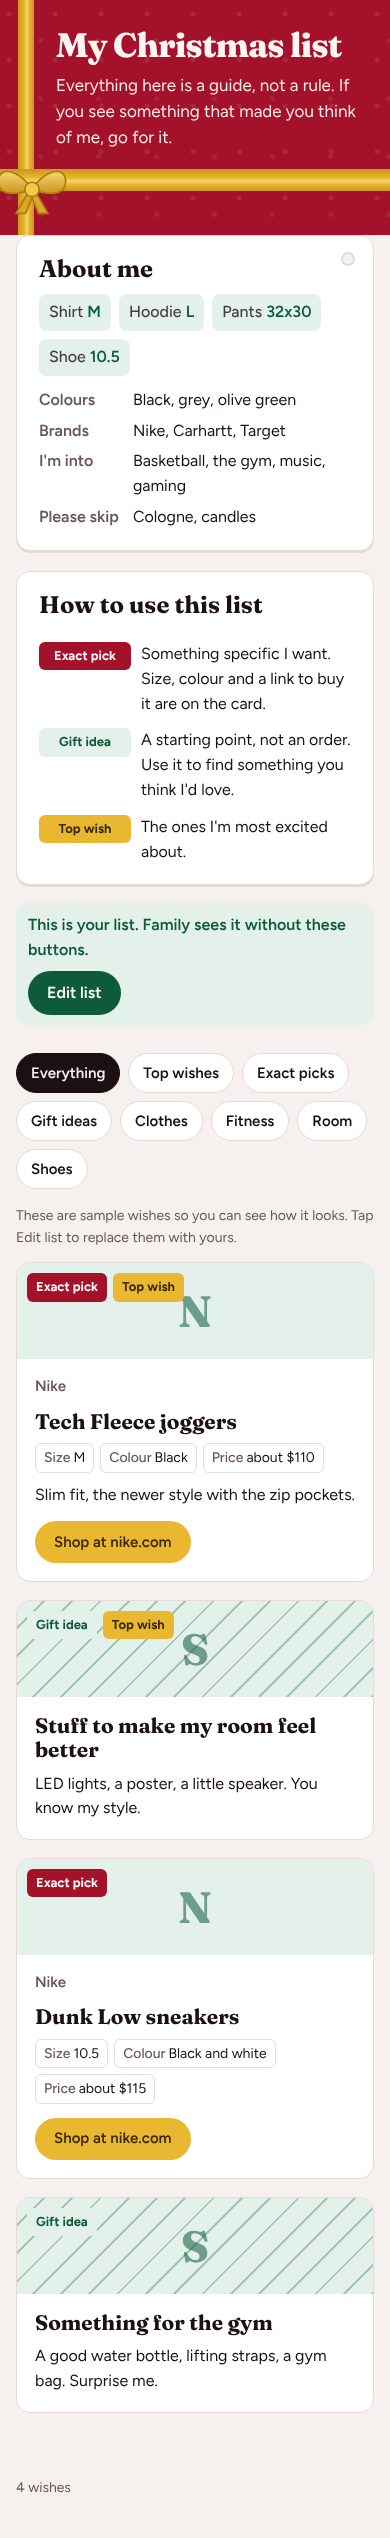 My Christmas list
Everything here is a guide, not a rule. If
you see something that made you think
of me, go for it.
About me
Shirt M Hoodie L Pants 32x30
Shoe 10.5
Colours Black, grey, olive green
Brands Nike, Carhartt, Target
I'm into Basketball, the gym, music,
gaming
Please skip Cologne, candles
How to use this list
Exact pick Something specific I want.
Size, colour and a link to buy
it are on the card.
Gift idea A starting point, not an order.
Use it to find something you
think I'd love.
Top wish The ones I'm most excited
about.
This is your list. Family sees it without these
buttons.
Edit list
Everything Top wishes Exact picks
Gift ideas Clothes Fitness Room
Shoes
These are sample wishes so you can see how it looks. Tap
Edit list to replace them with yours.
Exact pick Top wish
N
Nike
Tech Fleece joggers
Size M Colour Black Price about $110
Slim fit, the newer style with the zip pockets.
Shop at nike.com
Gift idea Top wish
S
Stuff to make my room feel
better
LED lights, a poster, a little speaker. You
know my style.
Exact pick
N
Nike
Dunk Low sneakers
Size 10.5 Colour Black and white
Price about $115
Shop at nike.com
Gift idea
S
Something for the gym
A good water bottle, lifting straps, a gym
bag. Surprise me.
4 wishes